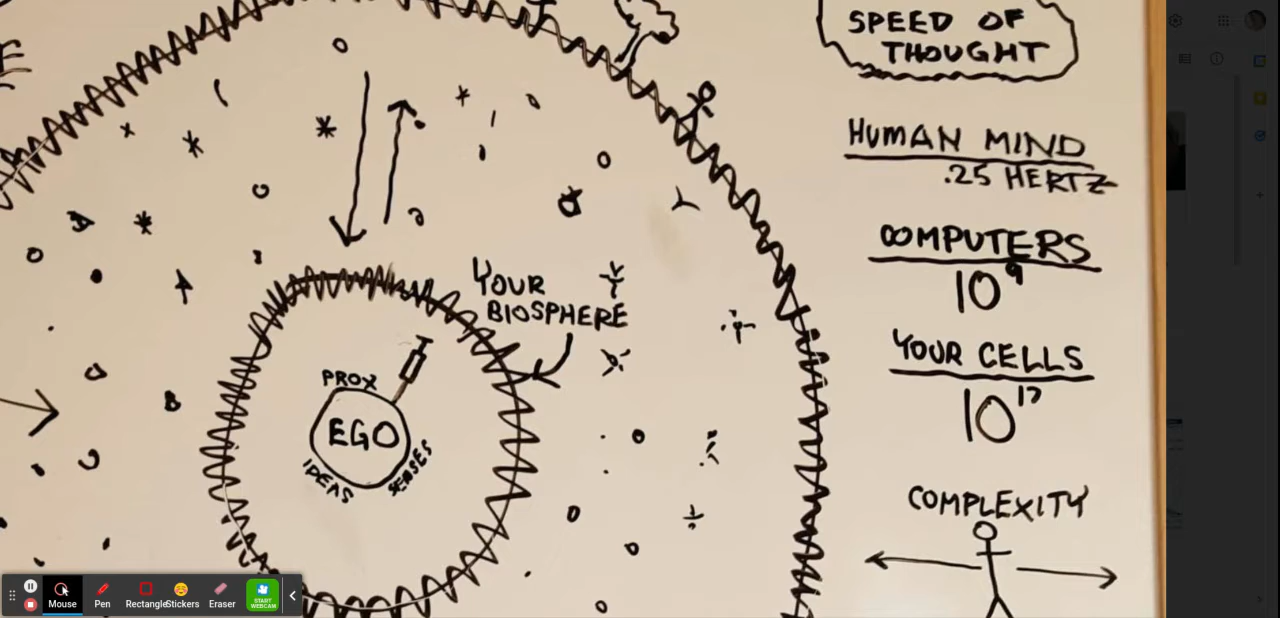 SPEED OF
THOUGHT
HUMAN MIND
.25 HERTZ
COMPUTERS
10⁹
YOUR CELLS
YOUR
BIOSPHERE
PROX
EGO
IDEAS
SENSES
COMPLEXITY
Mouse
Pen
Rectangle
Stickers
Eraser
START
WEBCAM